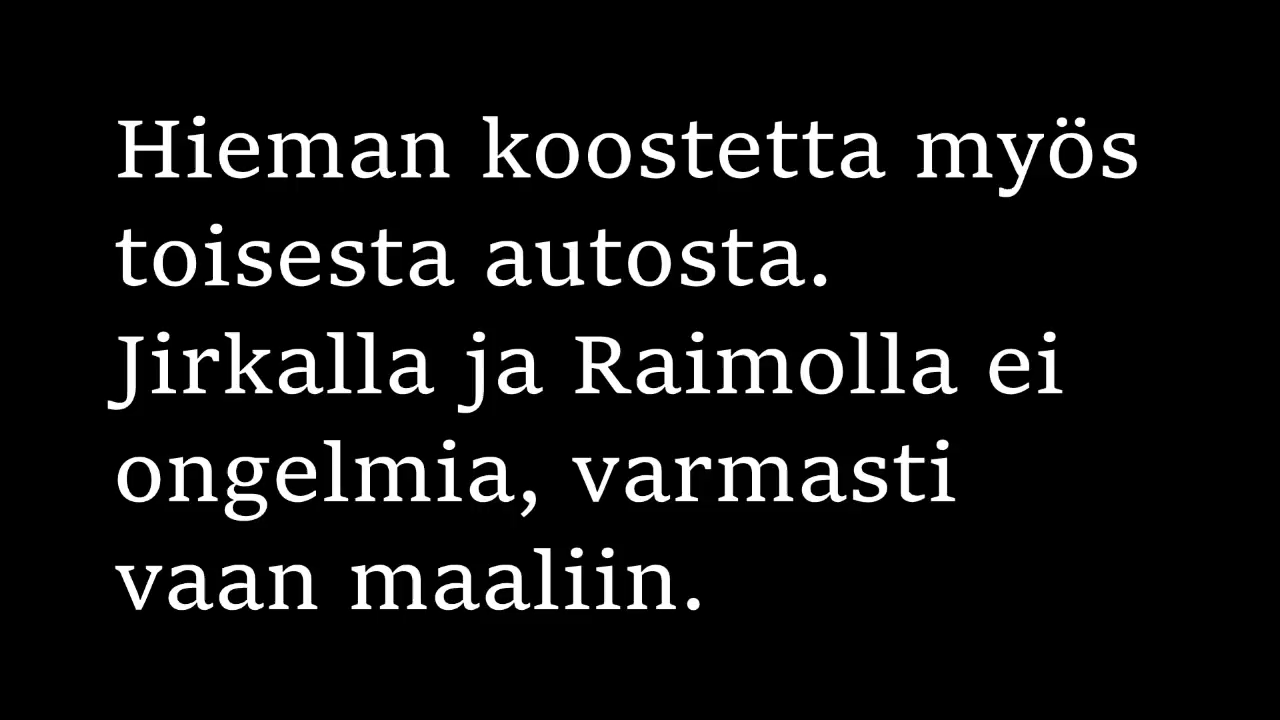 Hieman koostetta myös
toisesta autosta.
Jirkalla ja Raimolla ei
ongelmia, varmasti
vaan maaliin.